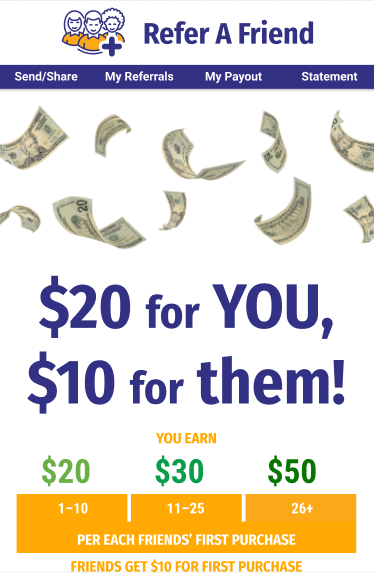 Refer A Friend
Send/Share My Referrals My Payout Statement
20
$20 for YOU,
$10 for them!
YOU EARN
$20 $30 $50
1–10 11–25 26+
PER EACH FRIENDS' FIRST PURCHASE
FRIENDS GET $10 FOR FIRST PURCHASE